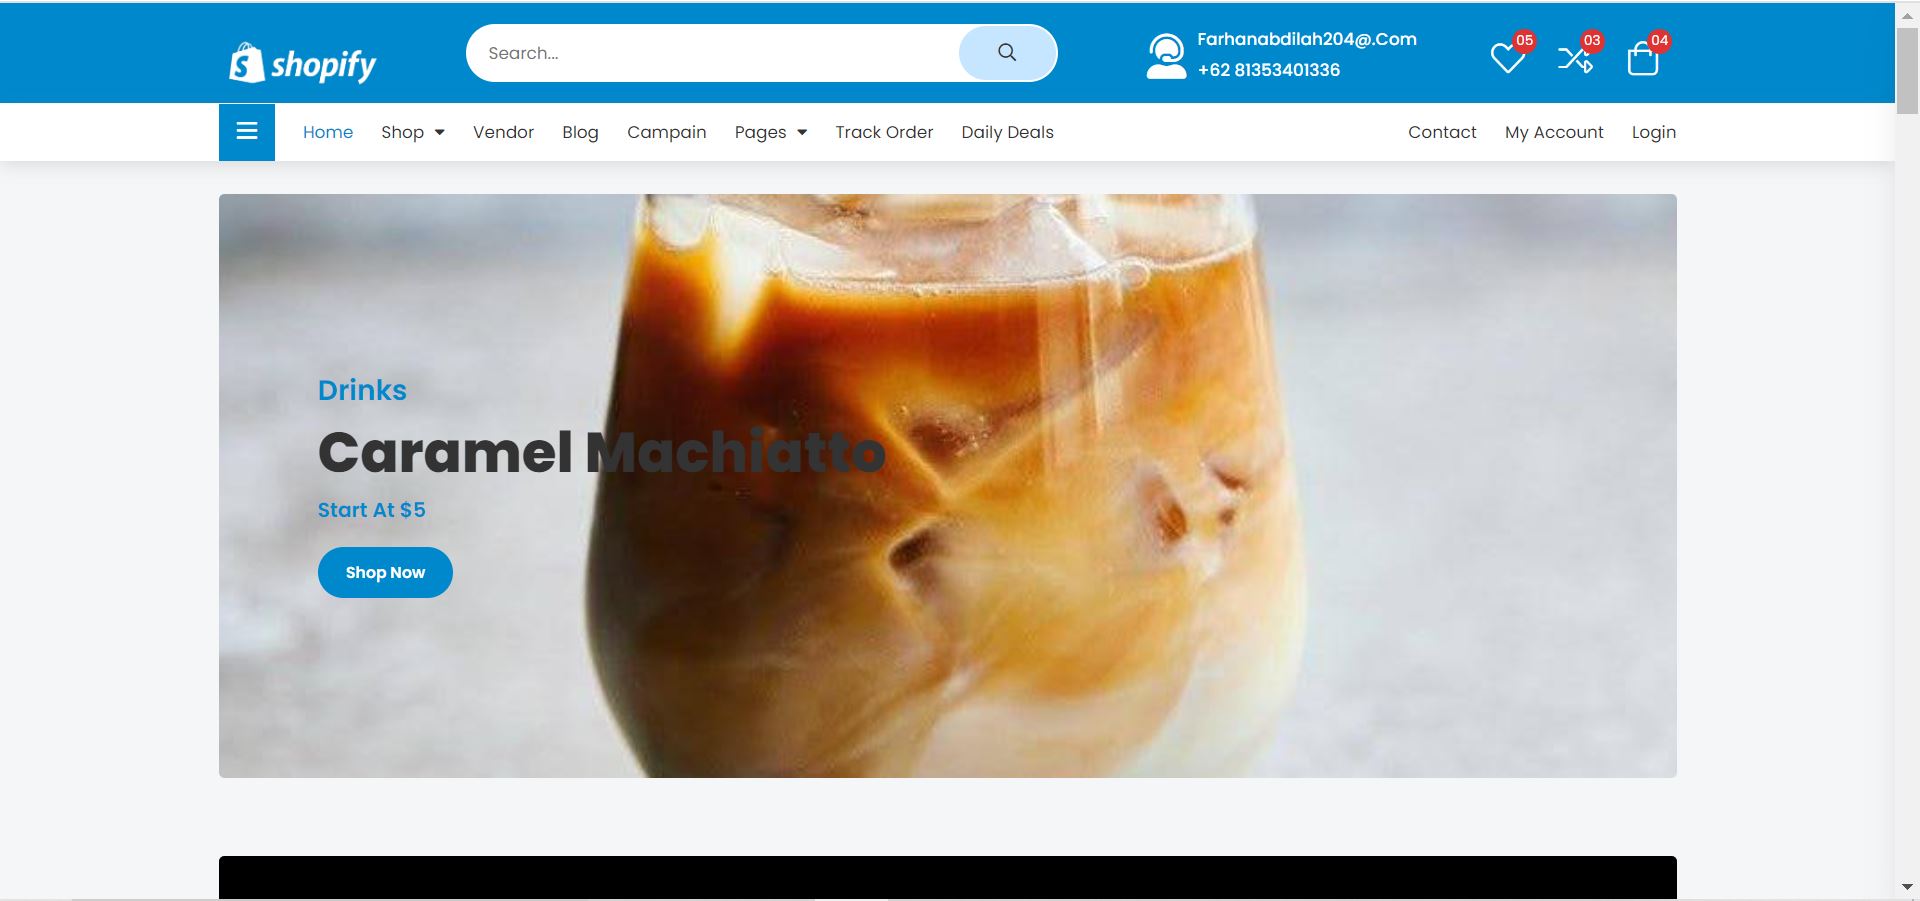 shopify
Search...
Farhanabdilah204@.Com
+62 81353401336
05
03
04
Home
Shop
Vendor
Blog
Campain
Pages
Track Order
Daily Deals
Contact
My Account
Login
Drinks
Caramel Machiatto
Start At $5
Shop Now